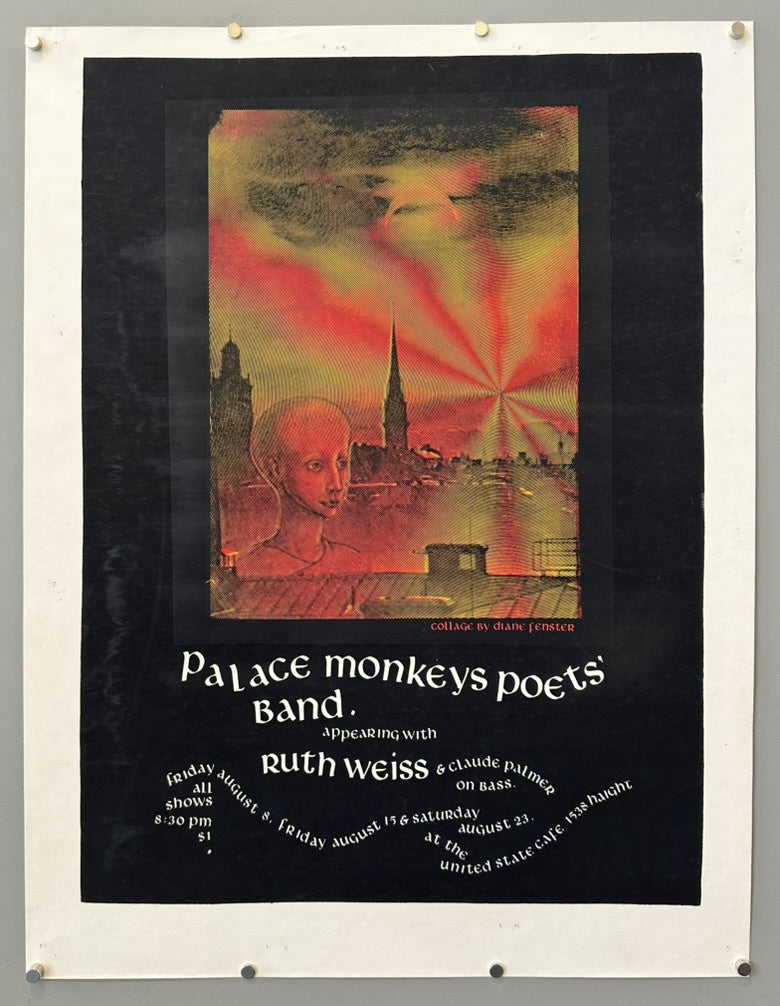 collage by diane fenster
palace monkeys poets'
band.
appearing with
ruth weiss & claude palmer
on bass.
friday august 8, friday august 15 & saturday
august 23.
all
shows
8:30 pm
$1
at the
united state cafe 1538 haight